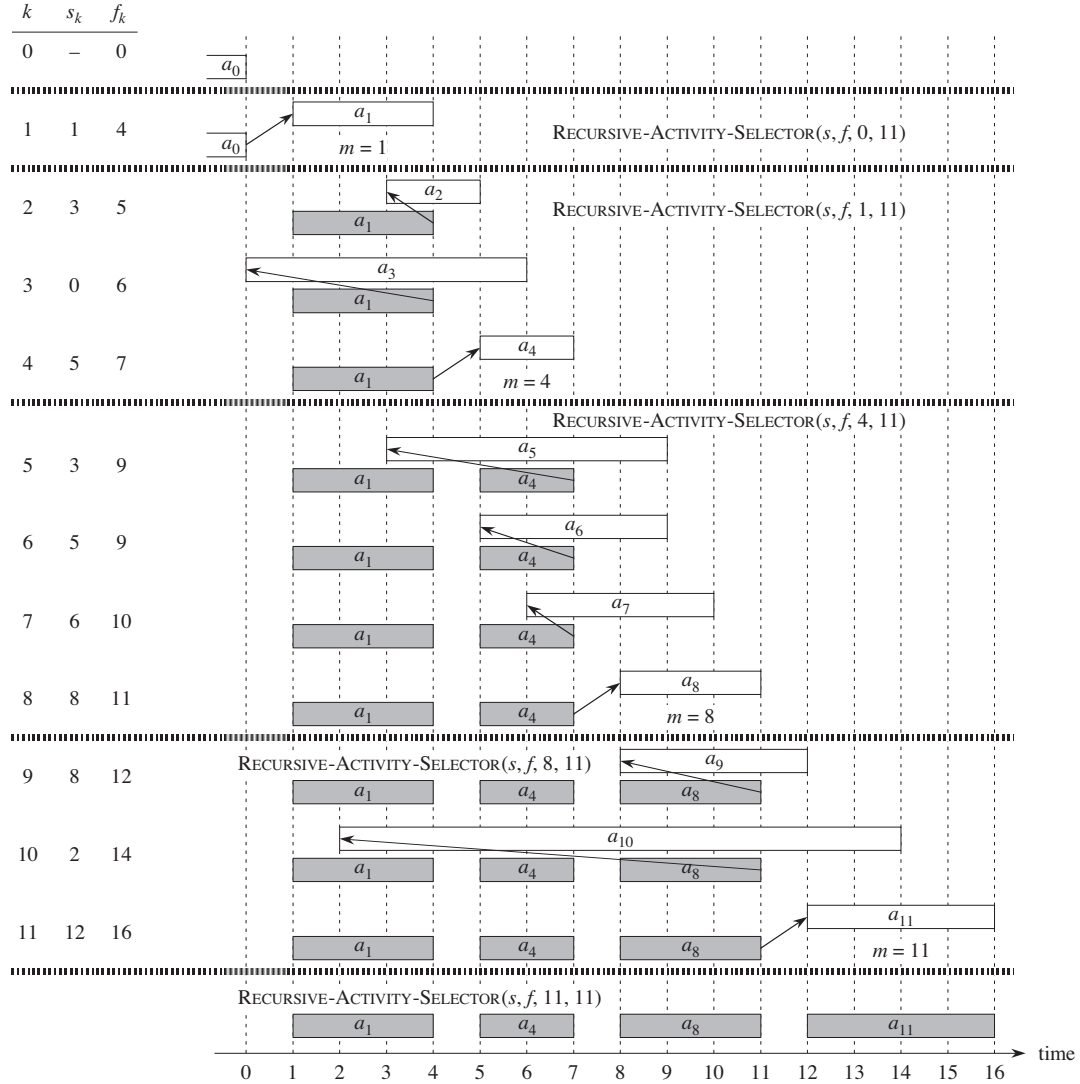 k s_k f_k
0 – 0
a_0
1 1 4
a_1
a_0
m = 1
RECURSIVE-ACTIVITY-SELECTOR(s, f, 0, 11)
2 3 5
a_2
a_1
RECURSIVE-ACTIVITY-SELECTOR(s, f, 1, 11)
3 0 6
a_3
a_1
4 5 7
a_4
a_1
m = 4
RECURSIVE-ACTIVITY-SELECTOR(s, f, 4, 11)
5 3 9
a_5
a_1 a_4
6 5 9
a_6
a_1 a_4
7 6 10
a_7
a_1 a_4
8 8 11
a_8
a_1 a_4
m = 8
RECURSIVE-ACTIVITY-SELECTOR(s, f, 8, 11)
9 8 12
a_9
a_1 a_4 a_8
10 2 14
a_10
a_1 a_4 a_8
11 12 16
a_11
a_1 a_4 a_8
m = 11
RECURSIVE-ACTIVITY-SELECTOR(s, f, 11, 11)
a_1 a_4 a_8 a_11
time
0 1 2 3 4 5 6 7 8 9 10 11 12 13 14 15 16